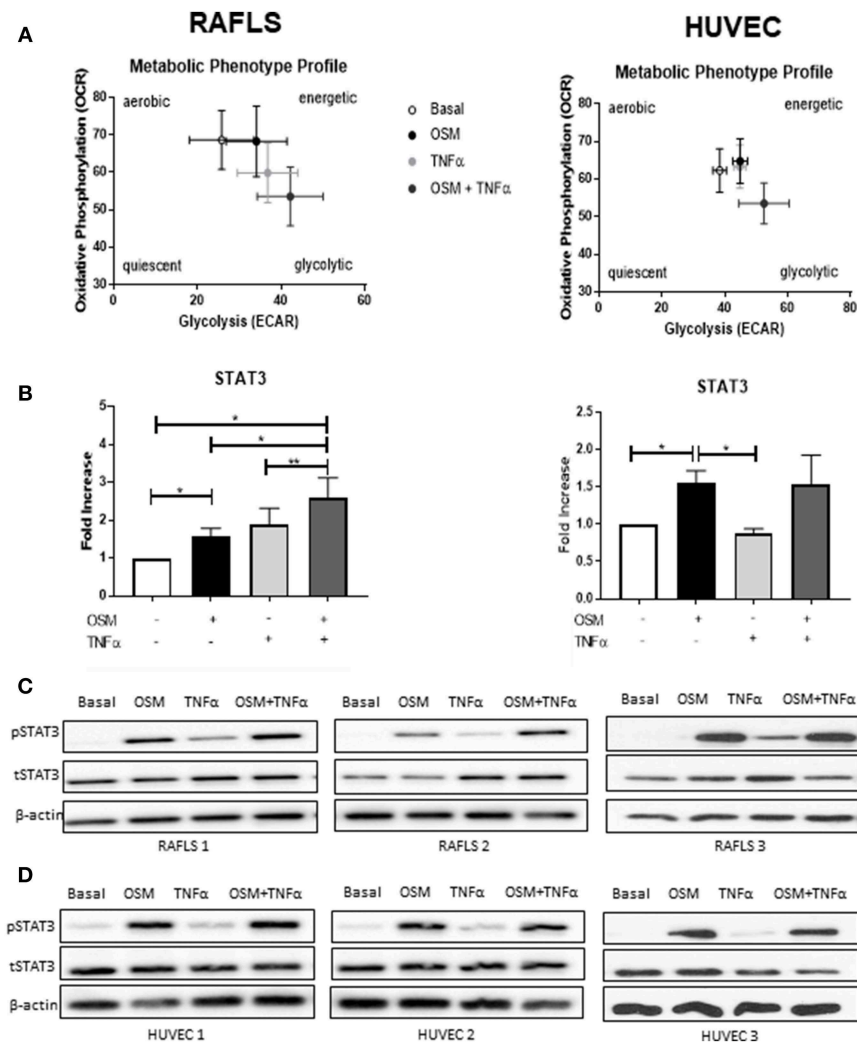 A
RAFLS
HUVEC
Metabolic Phenotype Profile
Oxidative Phosphorylation (OCR)
80
70
60
50
40
30
aerobic
energetic
quiescent
glycolytic
0
20
40
60
Glycolysis (ECAR)
Basal
OSM
TNFα
OSM + TNFα
Metabolic Phenotype Profile
Oxidative Phosphorylation (OCR)
80
70
60
50
40
30
aerobic
energetic
quiescent
glycolytic
0
20
40
60
80
Glycolysis (ECAR)
B
STAT3
Fold Increase
5
4
3
2
1
0
*
*
**
*
OSM - + - +
TNFα - - + +
STAT3
Fold Increase
2.5
2.0
1.5
1.0
0.5
0.0
*
*
OSM - + - +
TNFα - - + +
C
Basal OSM TNFα OSM+TNFα
Basal OSM TNFα OSM+TNFα
Basal OSM TNFα OSM+TNFα
pSTAT3
tSTAT3
β-actin
RAFLS 1
RAFLS 2
RAFLS 3
D
Basal OSM TNFα OSM+TNFα
Basal OSM TNFα OSM+TNFα
Basal OSM TNFα OSM+TNFα
pSTAT3
tSTAT3
β-actin
HUVEC 1
HUVEC 2
HUVEC 3